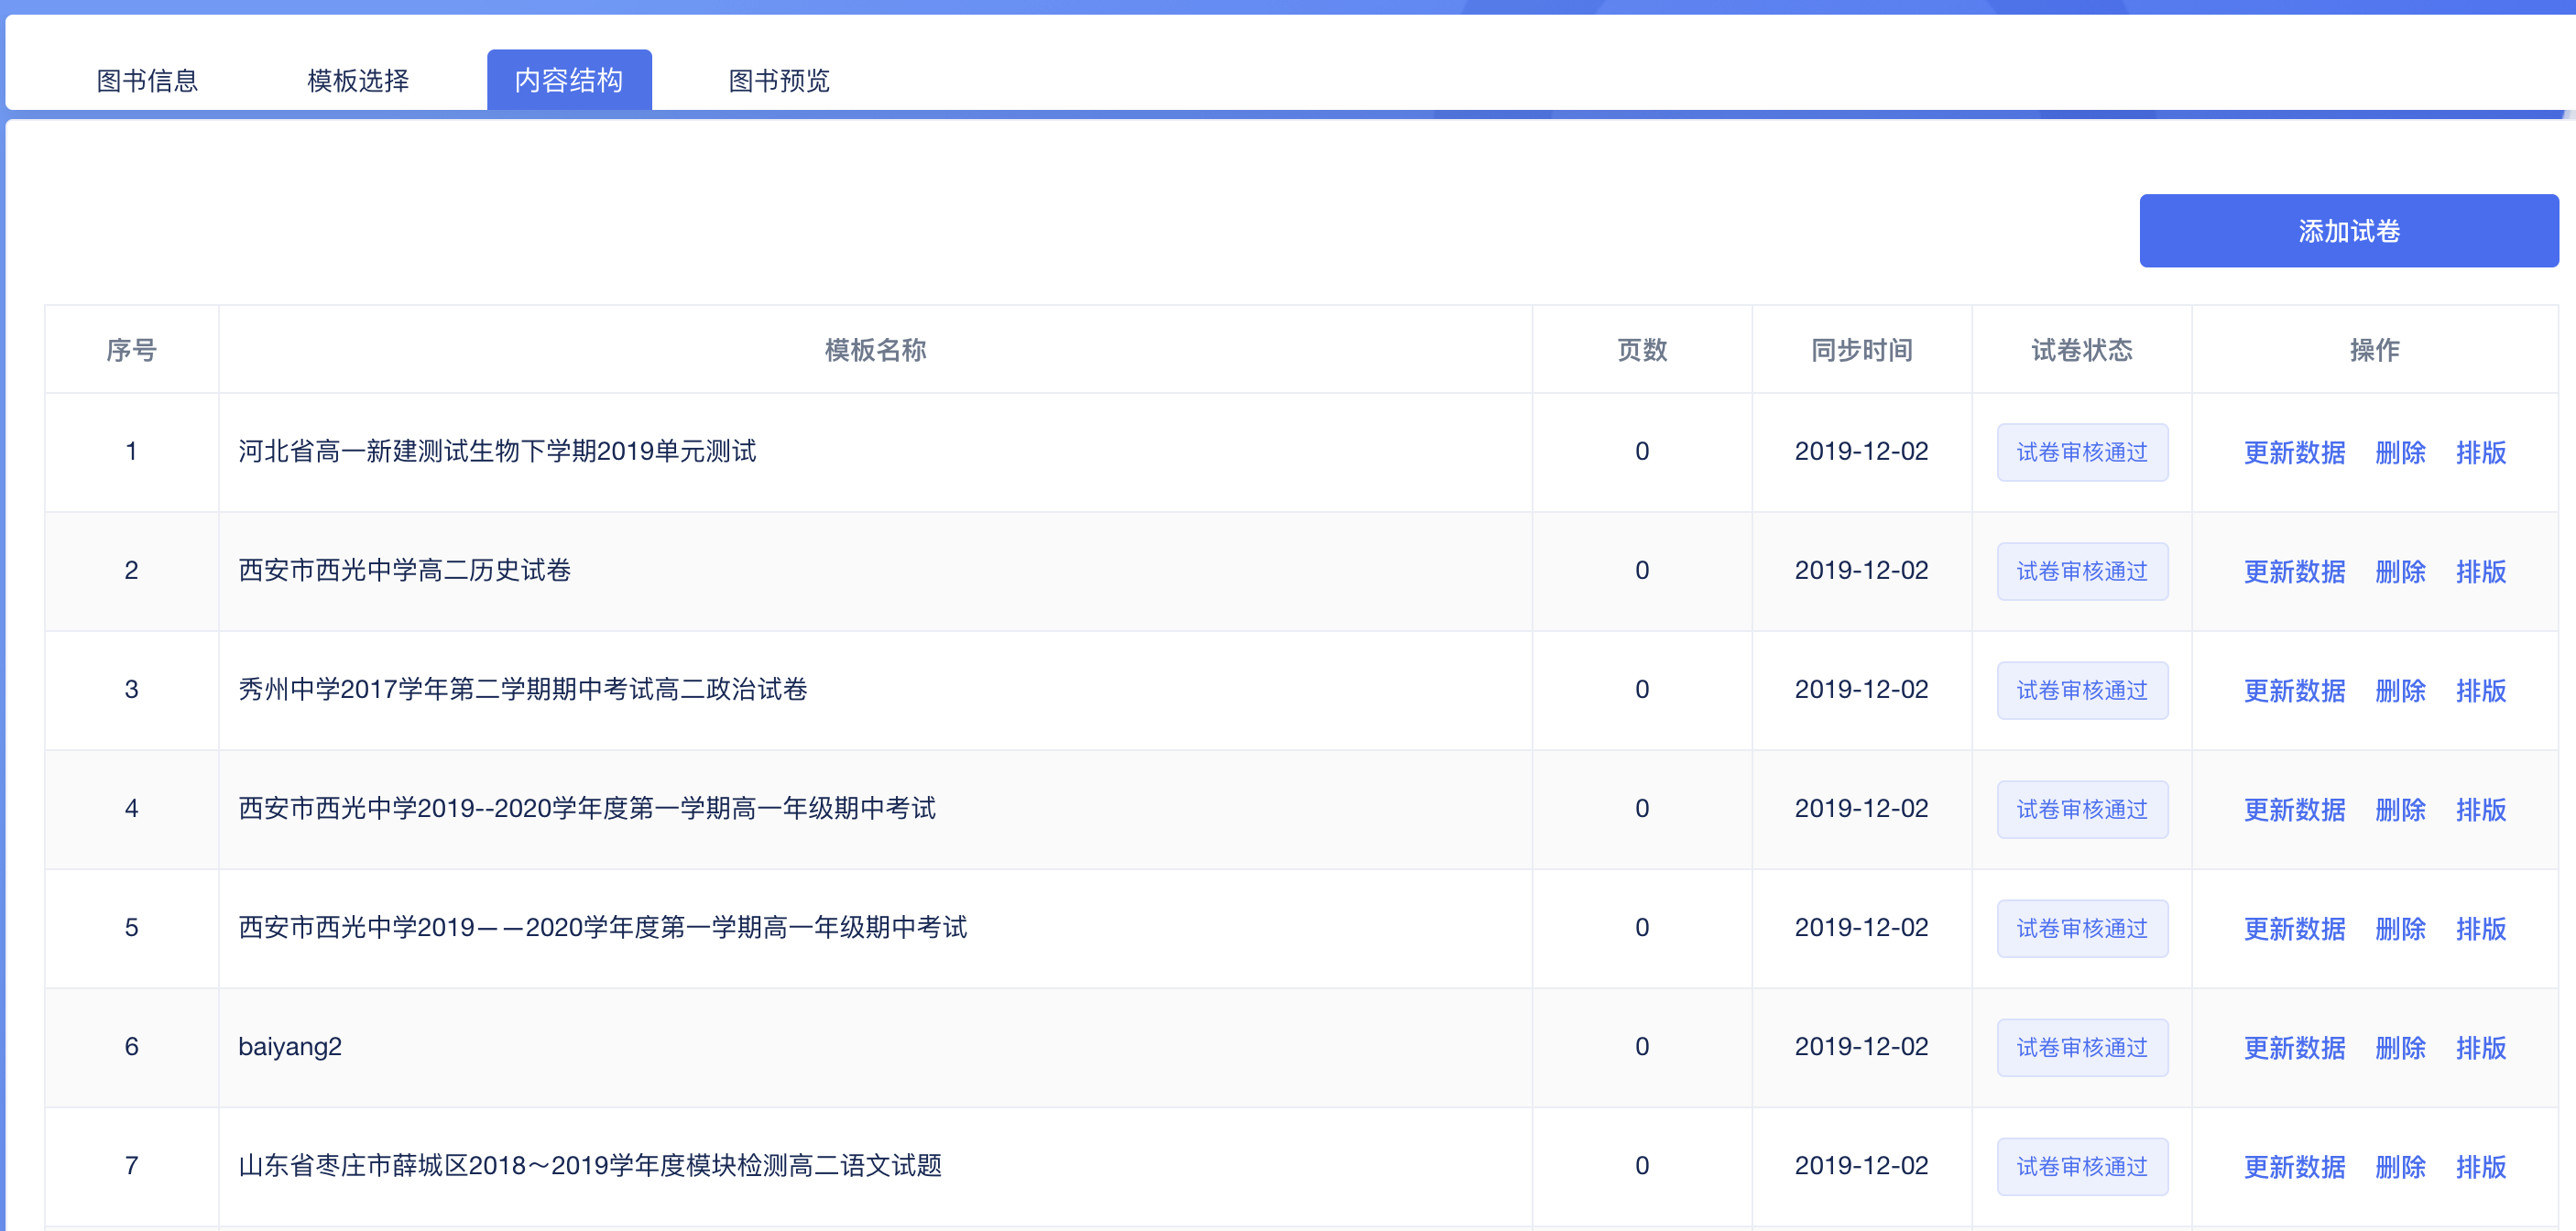 图书信息 模板选择 内容结构 图书预览
添加试卷
序号 模板名称 页数 同步时间 试卷状态 操作
1 河北省高一新建测试生物下学期2019单元测试 0 2019-12-02 试卷审核通过 更新数据 删除 排版
2 西安市西光中学高二历史试卷 0 2019-12-02 试卷审核通过 更新数据 删除 排版
3 秀州中学2017学年第二学期期中考试高二政治试卷 0 2019-12-02 试卷审核通过 更新数据 删除 排版
4 西安市西光中学2019--2020学年度第一学期高一年级期中考试 0 2019-12-02 试卷审核通过 更新数据 删除 排版
5 西安市西光中学2019——2020学年度第一学期高一年级期中考试 0 2019-12-02 试卷审核通过 更新数据 删除 排版
6 baiyang2 0 2019-12-02 试卷审核通过 更新数据 删除 排版
7 山东省枣庄市薛城区2018～2019学年度模块检测高二语文试题 0 2019-12-02 试卷审核通过 更新数据 删除 排版